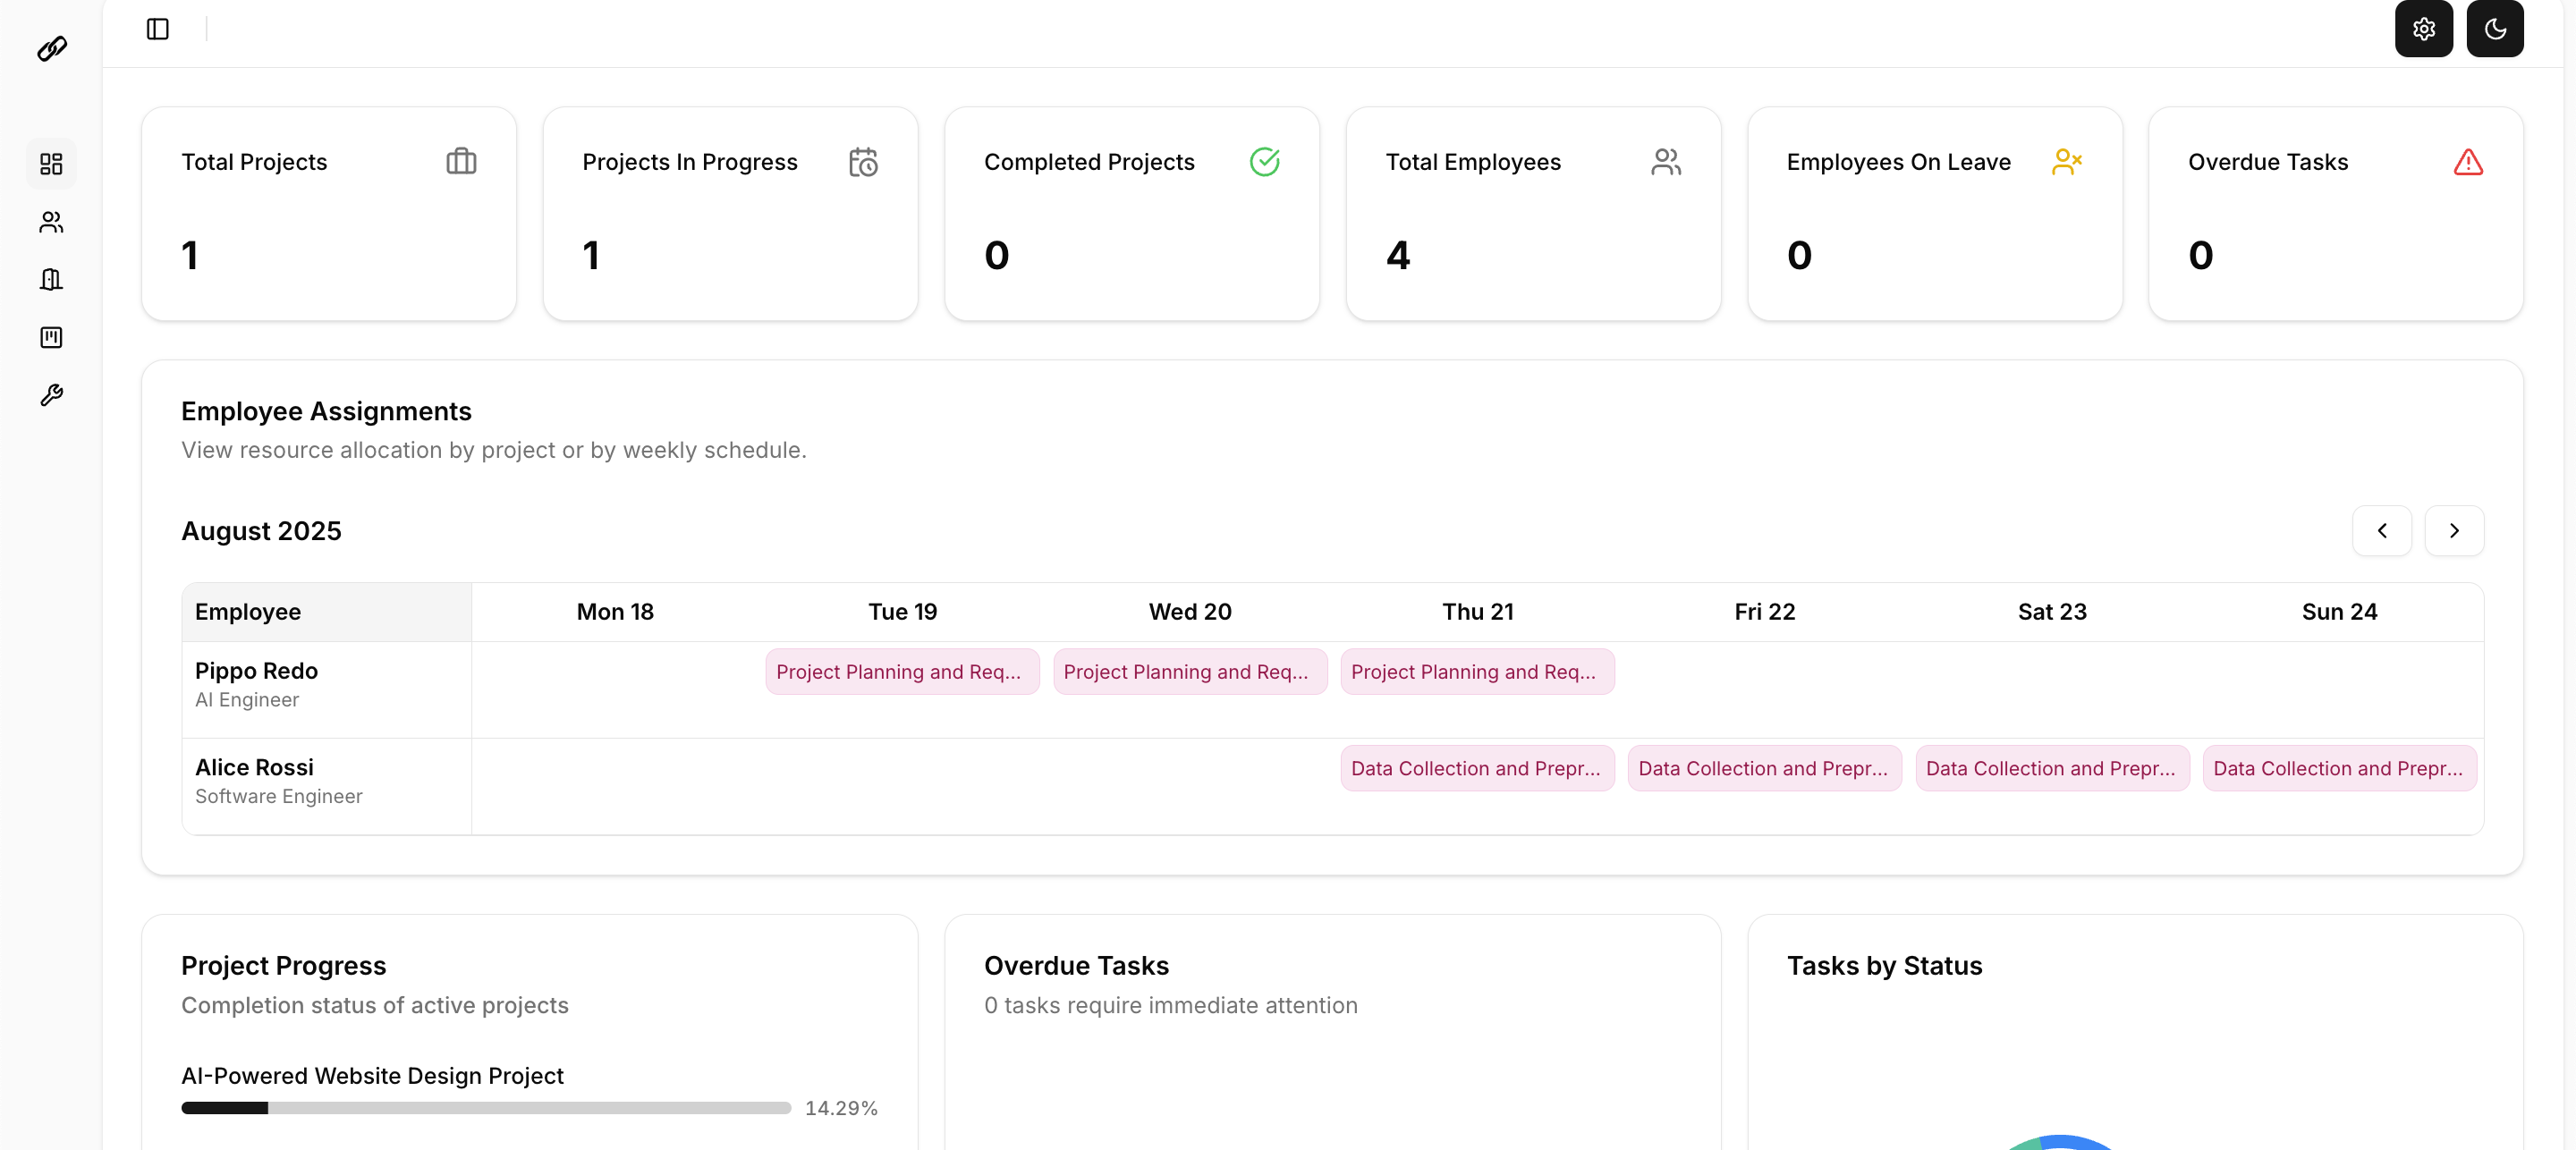 Total Projects
1
Projects In Progress
1
Completed Projects
0
Total Employees
4
Employees On Leave
0
Overdue Tasks
0
Employee Assignments
View resource allocation by project or by weekly schedule.
August 2025
Employee Mon 18 Tue 19 Wed 20 Thu 21 Fri 22 Sat 23 Sun 24
Pippo Redo
AI Engineer
Project Planning and Req... Project Planning and Req... Project Planning and Req...
Alice Rossi
Software Engineer
Data Collection and Prepr... Data Collection and Prepr... Data Collection and Prepr... Data Collection and Prepr...
Project Progress
Completion status of active projects
AI-Powered Website Design Project
14.29%
Overdue Tasks
0 tasks require immediate attention
Tasks by Status